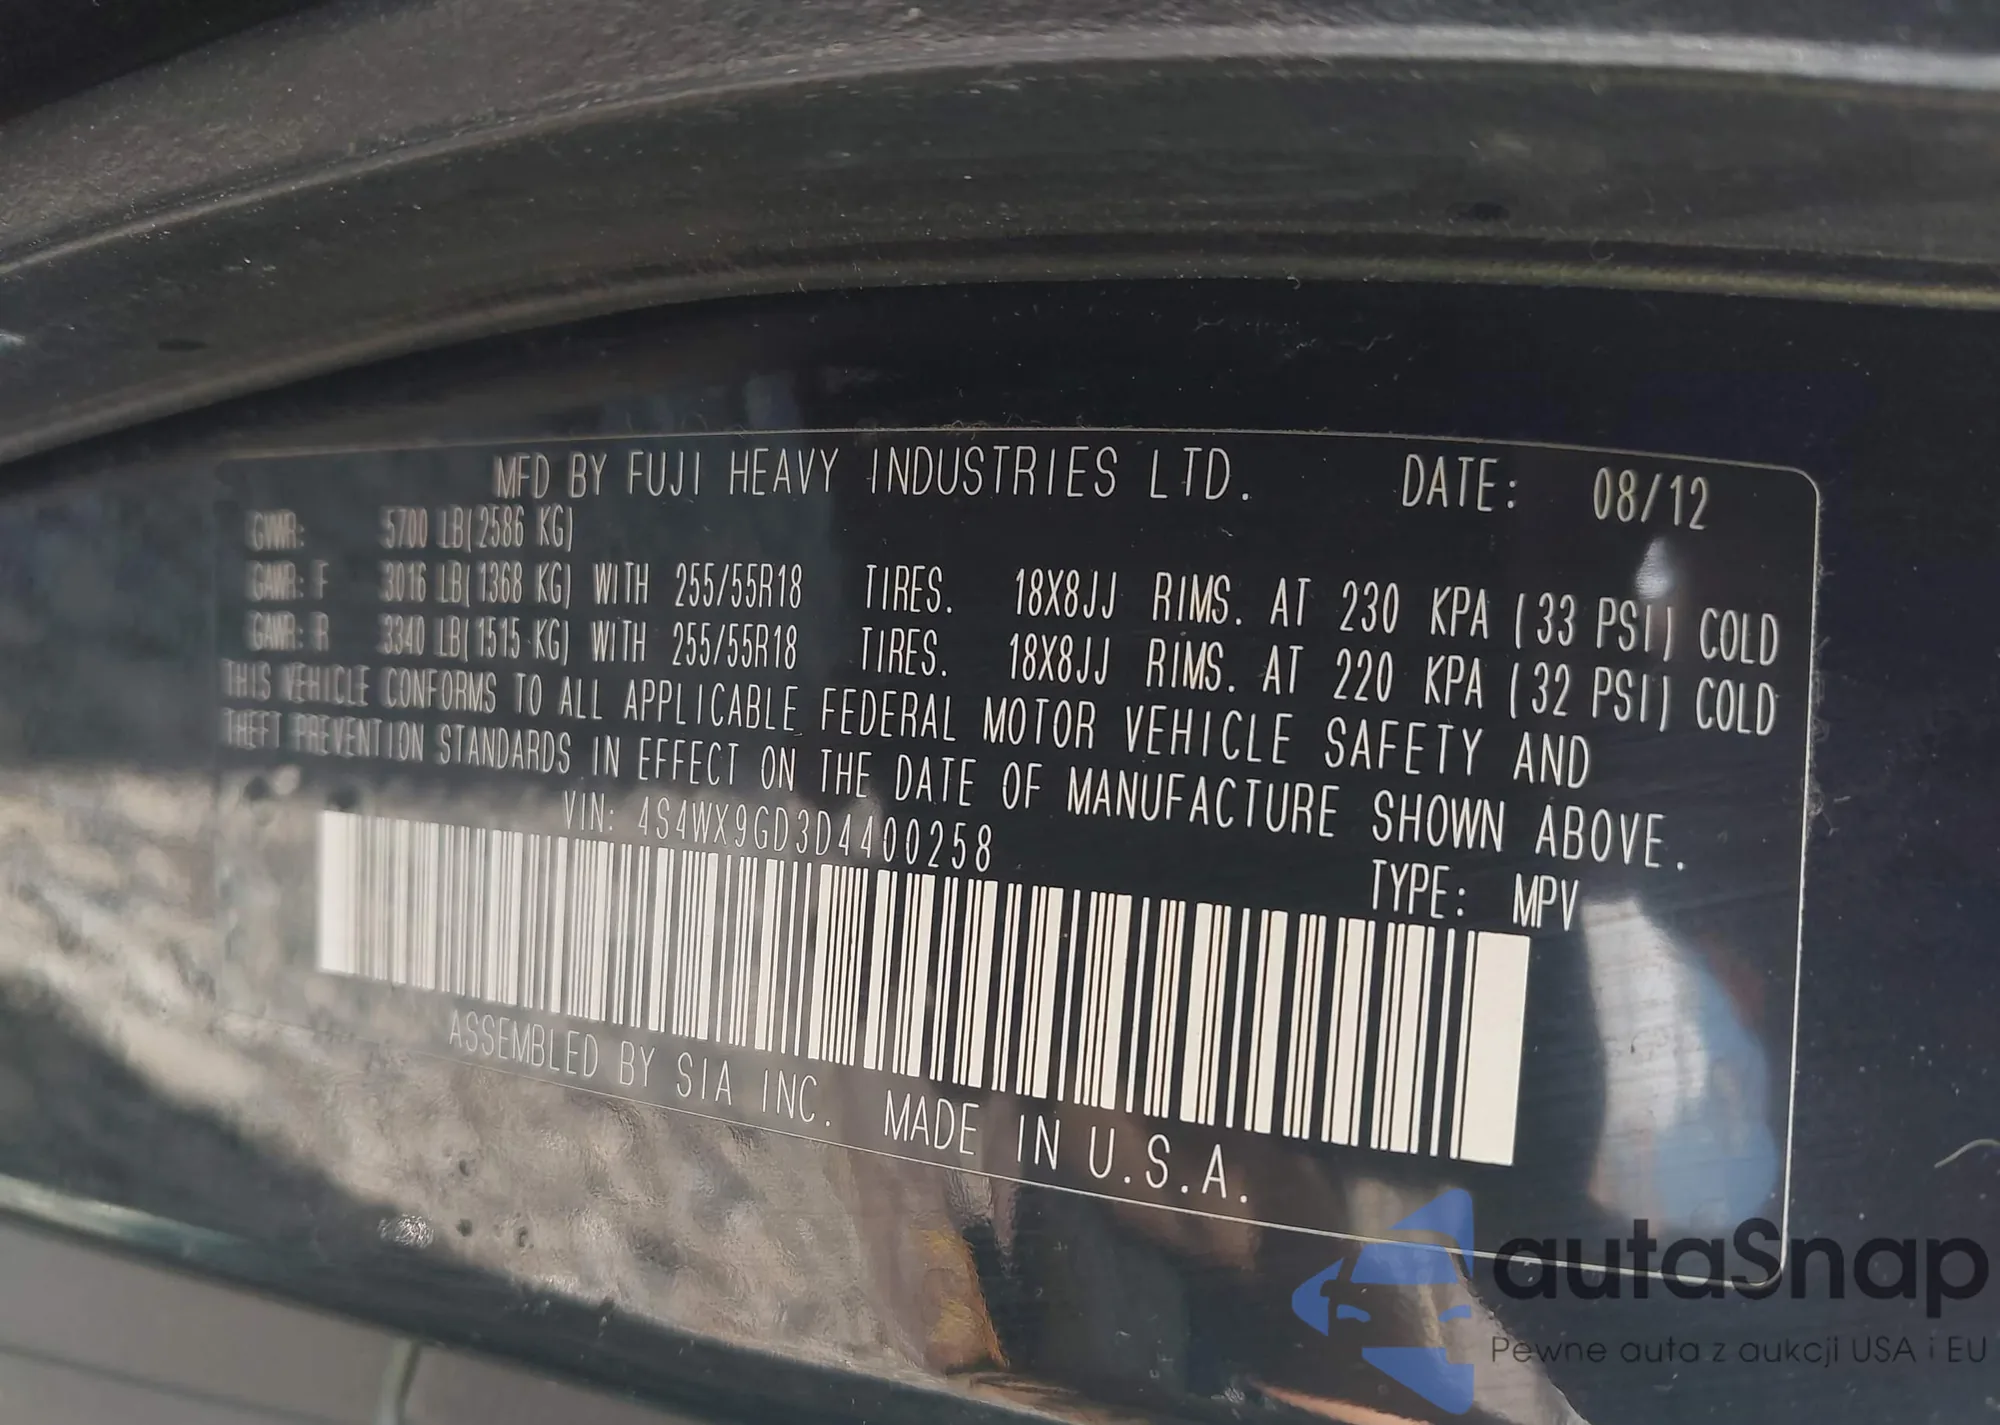 MFD BY FUJI HEAVY INDUSTRIES LTD. DATE: 08/12
GVWR: 5700 LB(2586 KG)
GAWR: F 3016 LB(1368 KG) WITH 255/55R18 TIRES. 18X8JJ RIMS. AT 230 KPA (33 PSI) COLD
GAWR: R 3340 LB(1515 KG) WITH 255/55R18 TIRES. 18X8JJ RIMS. AT 220 KPA (32 PSI) COLD
THIS VEHICLE CONFORMS TO ALL APPLICABLE FEDERAL MOTOR VEHICLE SAFETY AND
THEFT PREVENTION STANDARDS IN EFFECT ON THE DATE OF MANUFACTURE SHOWN ABOVE.
VIN: 4S4WX9GD3D4400258 TYPE: MPV
ASSEMBLED BY SIA INC. MADE IN U.S.A.
autaSnap
Pewne auta z aukcji USA i EU